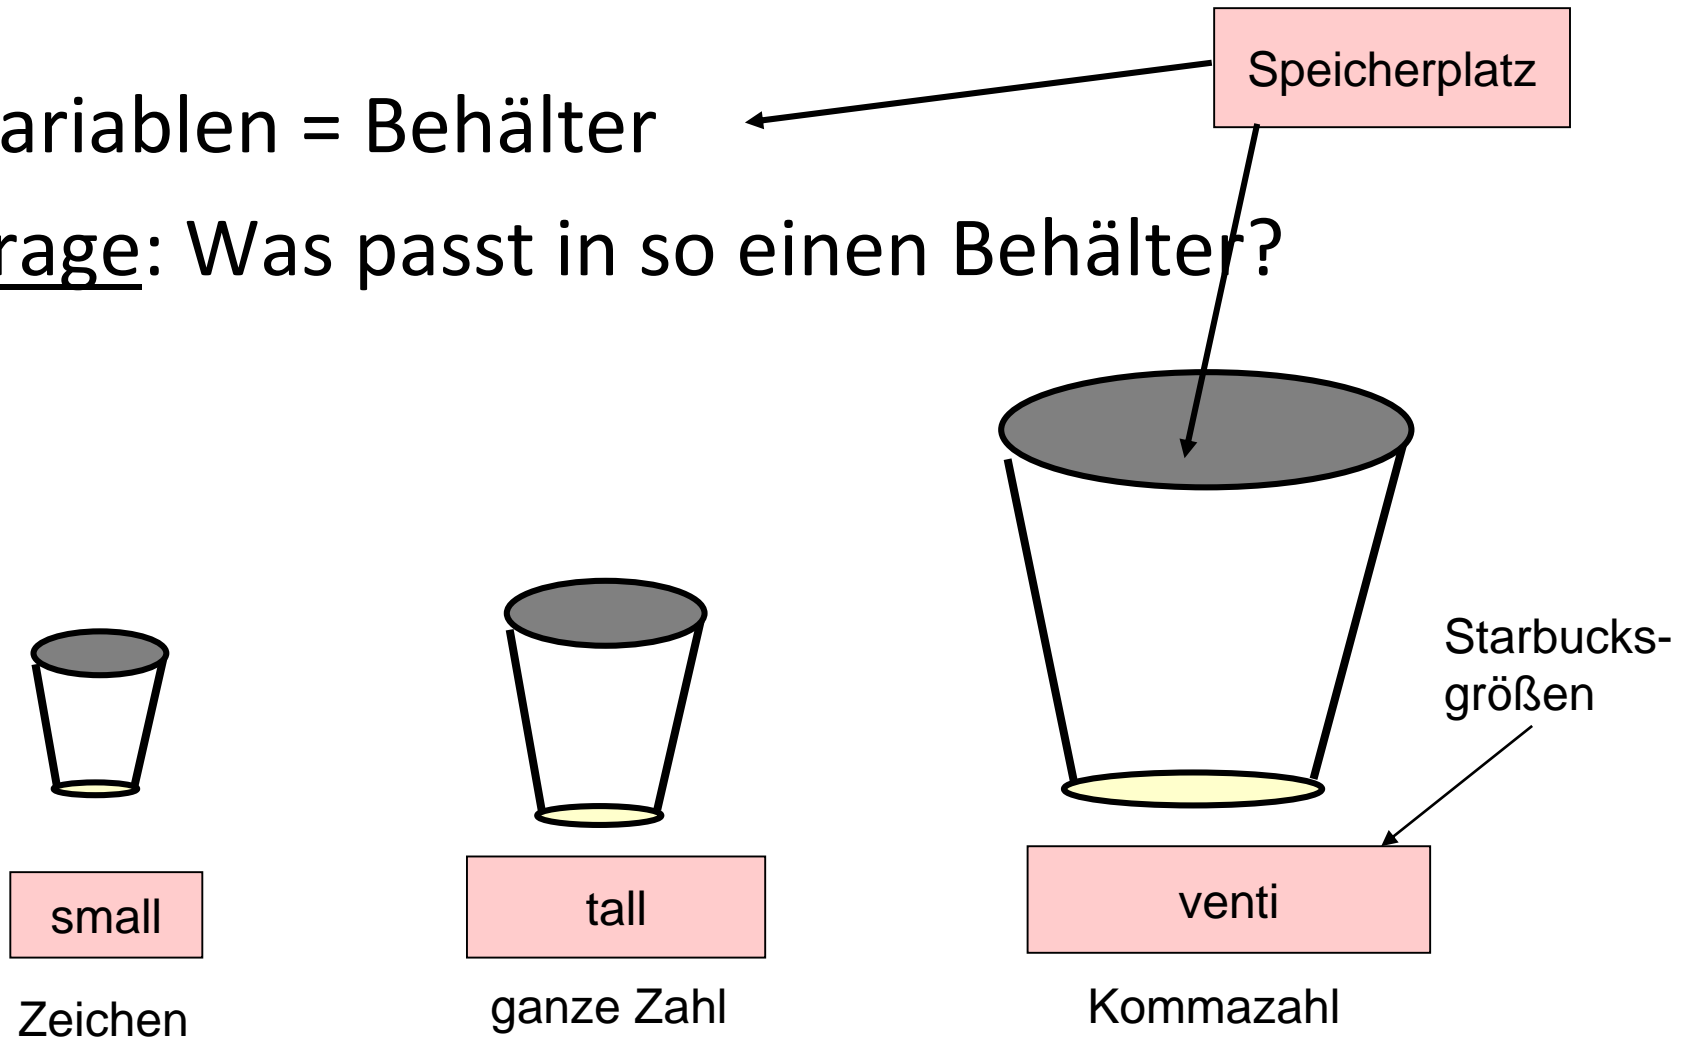 Speicherplatz
ariablen = Behälter
rage: Was passt in so einen Behälter?
Starbucks-
größen
small
tall
venti
Zeichen
ganze Zahl
Kommazahl